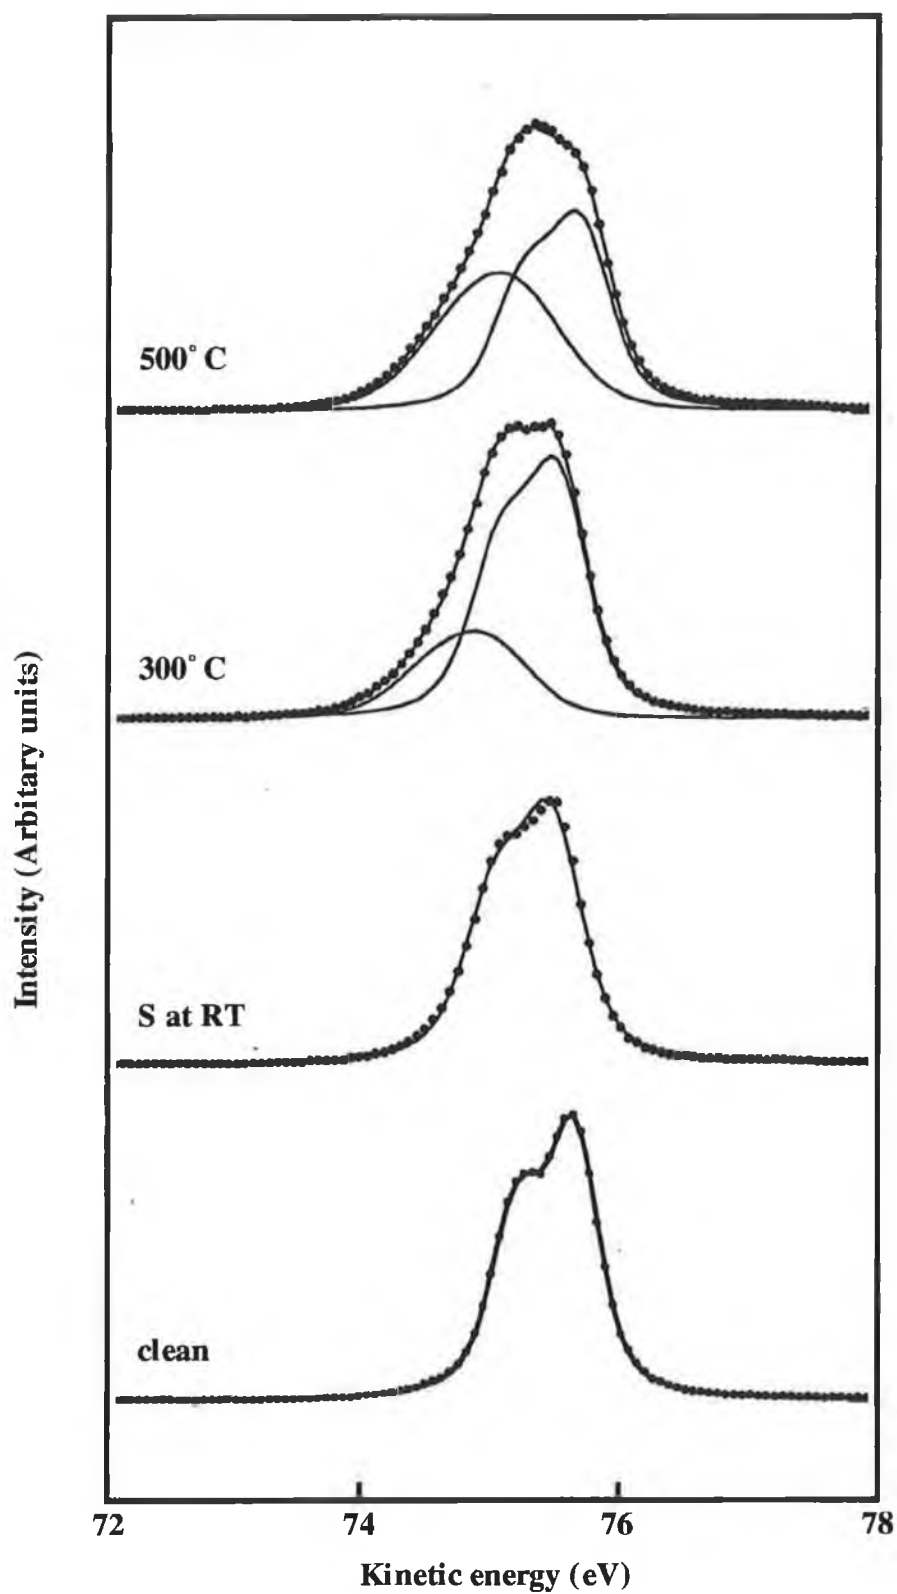 500° C
300° C
S at RT
clean
Intensity (Arbitary units)
72 74 76 78
Kinetic energy (eV)